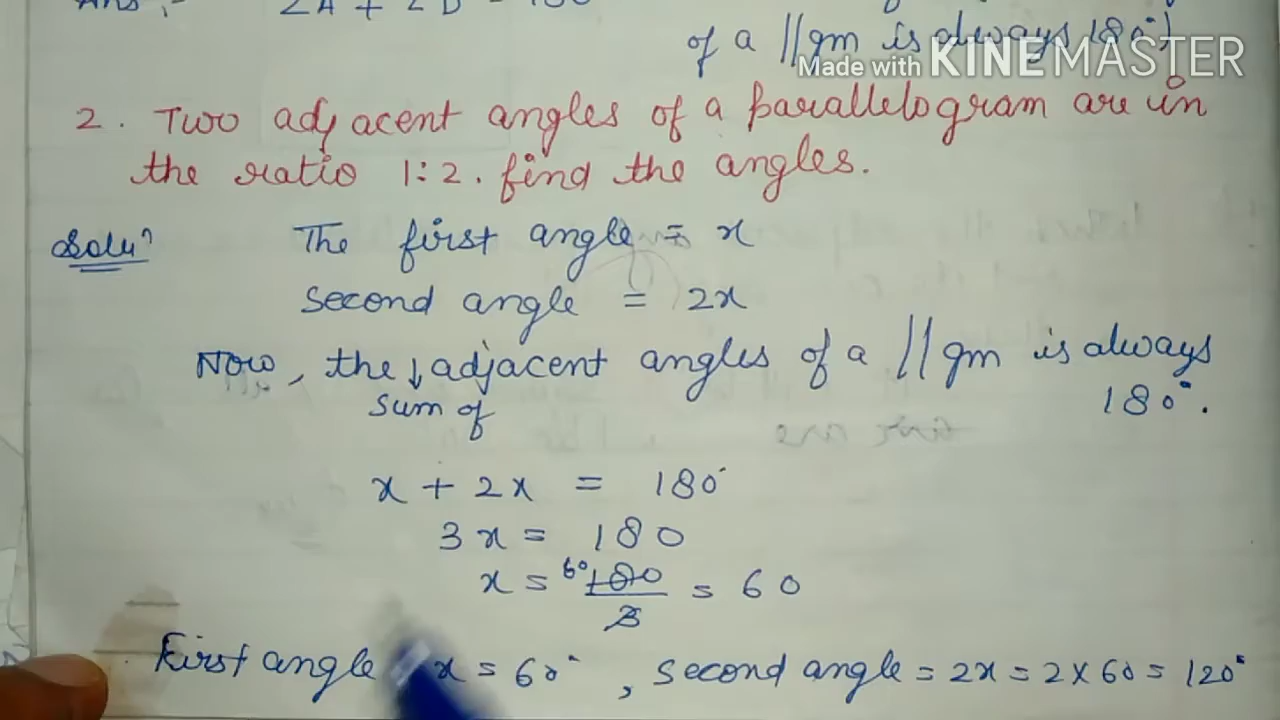 of a ||gm is always 180°)
Made with KINEMASTER
2. Two adjacent angles of a parallelogram are in
the ratio 1:2. find the angles.
Solun
The first angle = x
Second angle = 2x
Now, the ↓ adjacent angles of a ||gm is always
sum of
180°.
x + 2x = 180°
3x = 180
x = 60 180/3 = 60
First angle x = 60°, second angle = 2x = 2 x 60 = 120°